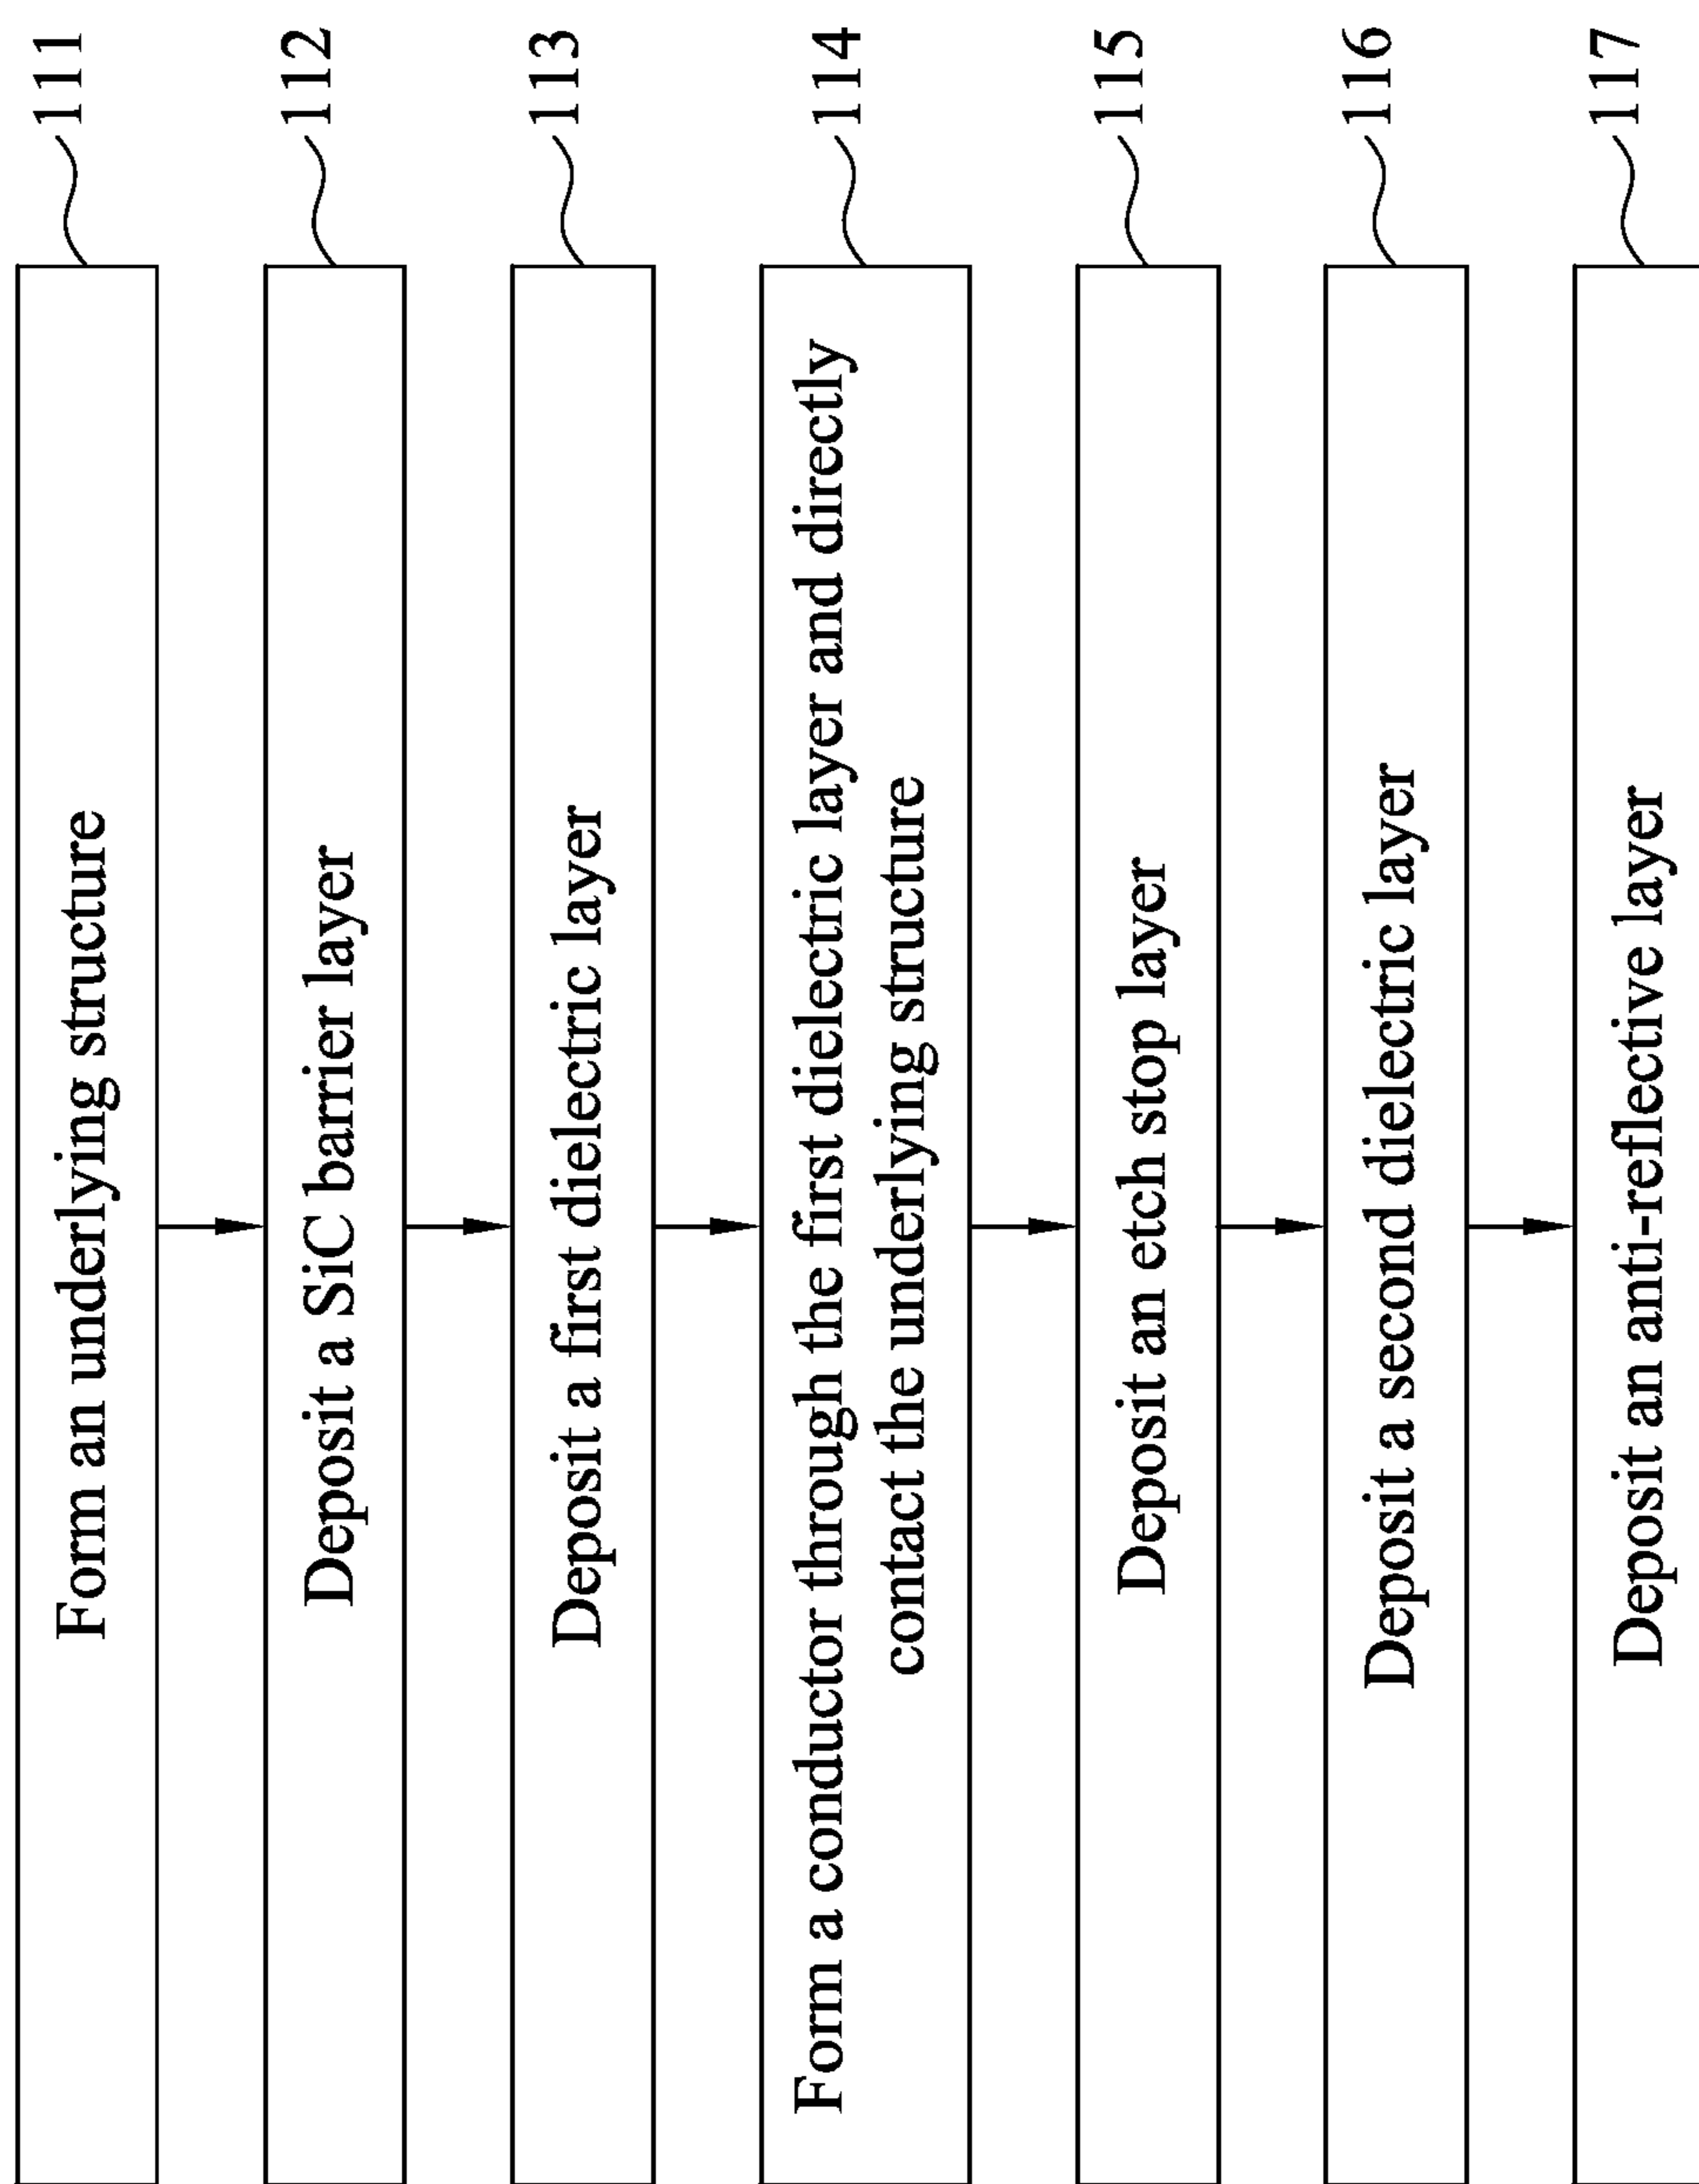 Form an underlying structure
111
Deposit a SiC barrier layer
112
Deposit a first dielectric layer
113
Form a conductor through the first dielectric layer and directly
contact the underlying structure
114
Deposit an etch stop layer
115
Deposit a second dielectric layer
116
Deposit an anti-reflective layer
117